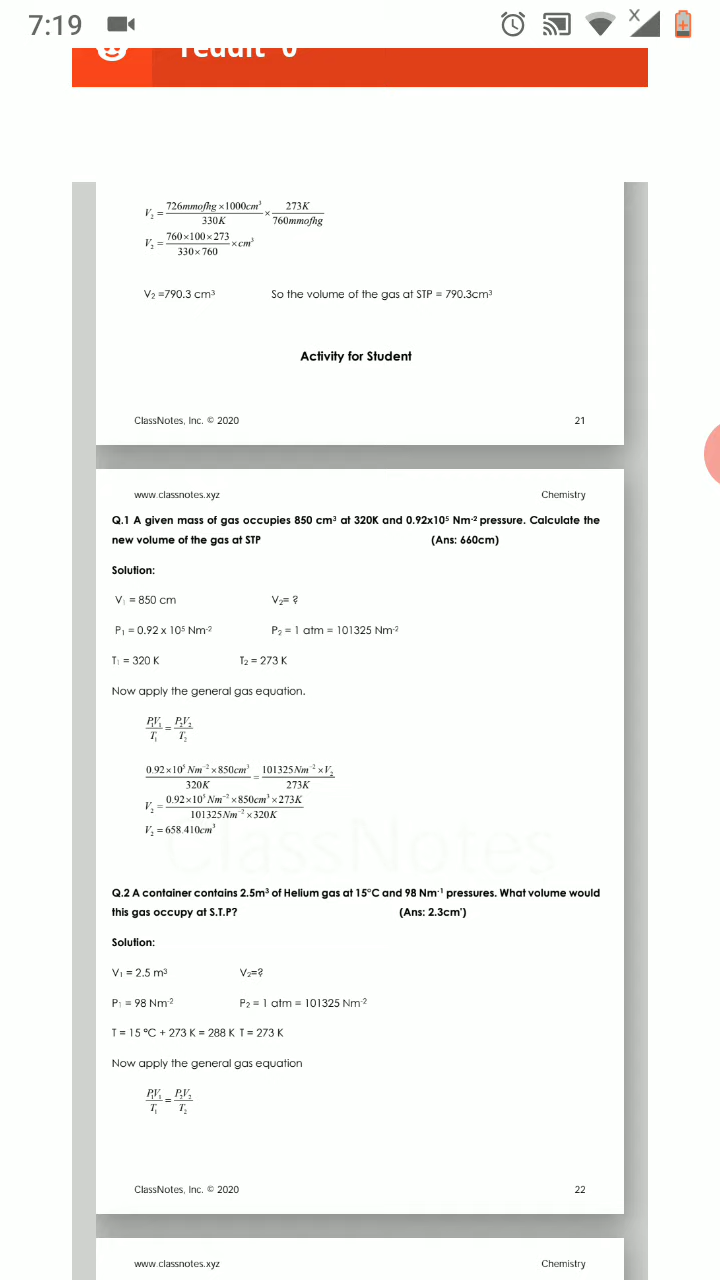 7:19
reddit 0
V₂ = 726mmofhg ×1000cm³ / 330K × 273K / 760mmofhg
V₂ = 760×100×273 / 330×760 ×cm³
V₂ =790.3 cm³ So the volume of the gas at STP = 790.3cm³
Activity for Student
ClassNotes, Inc. © 2020 21
www.classnotes.xyz Chemistry
Q.1 A given mass of gas occupies 850 cm³ at 320K and 0.92x10⁵ Nm⁻² pressure. Calculate the
new volume of the gas at STP (Ans: 660cm)
Solution:
V₁ = 850 cm V₂= ?
P₁ = 0.92 x 10⁵ Nm⁻² P₂ = 1 atm = 101325 Nm⁻²
T₁ = 320 K T₂ = 273 K
Now apply the general gas equation.
P₁V₁ / T₁ = P₂V₂ / T₂
0.92×10⁵ Nm⁻²×850cm³ / 320K = 101325Nm⁻²×V₂ / 273K
V₂ = 0.92×10⁵ Nm⁻²×850cm³×273K / 101325Nm⁻²×320K
V₂ = 658.410cm³
ClassNotes
Q.2 A container contains 2.5m³ of Helium gas at 15°C and 98 Nm⁻¹ pressures. What volume would
this gas occupy at S.T.P? (Ans: 2.3cm')
Solution:
V₁ = 2.5 m³ V₂=?
P₁ = 98 Nm⁻² P₂ = 1 atm = 101325 Nm⁻²
T = 15 °C + 273 K = 288 K T = 273 K
Now apply the general gas equation
P₁V₁ / T₁ = P₂V₂ / T₂
ClassNotes, Inc. © 2020 22
www.classnotes.xyz Chemistry